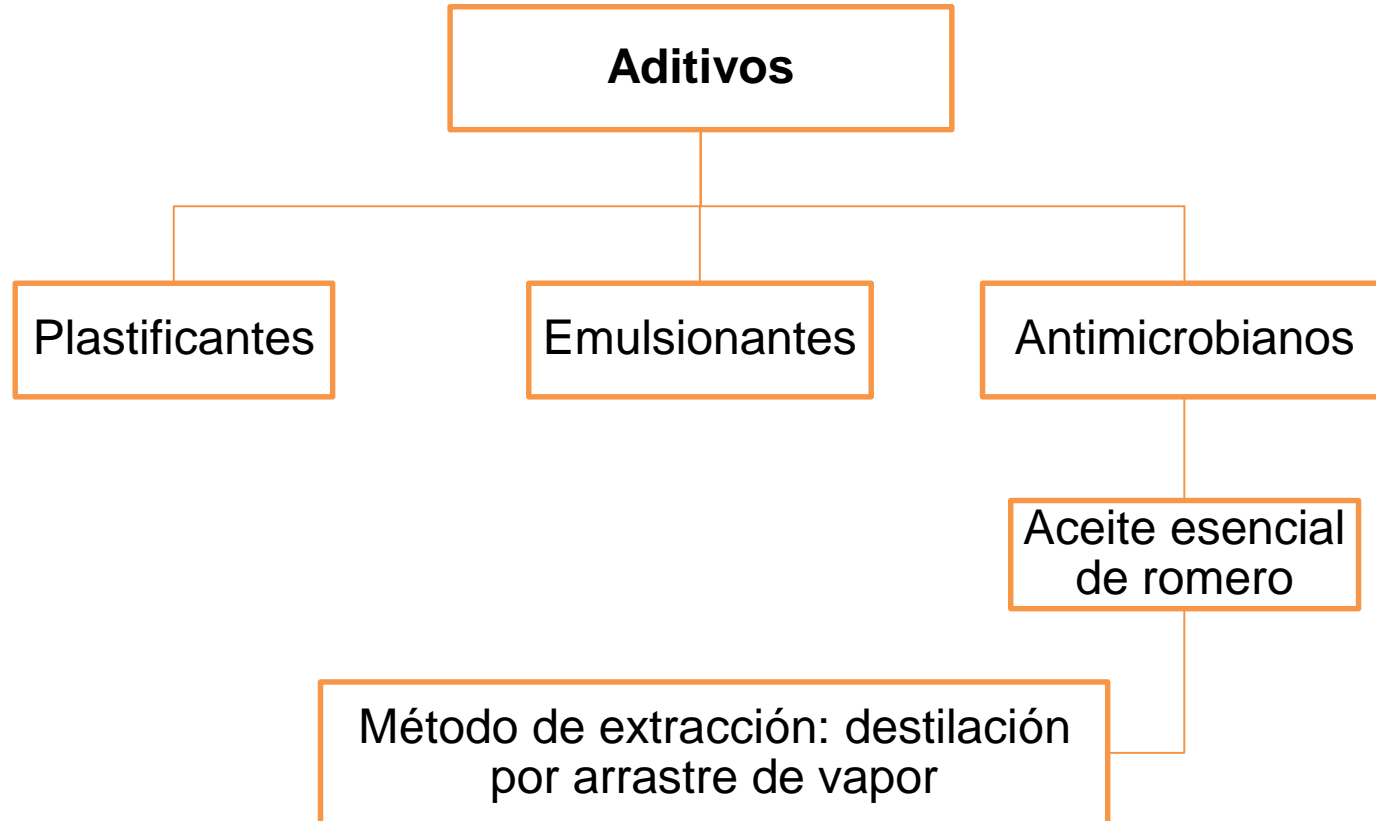 Aditivos
Plastificantes
Emulsionantes
Antimicrobianos
Aceite esencial
de romero
Método de extracción: destilación
por arrastre de vapor